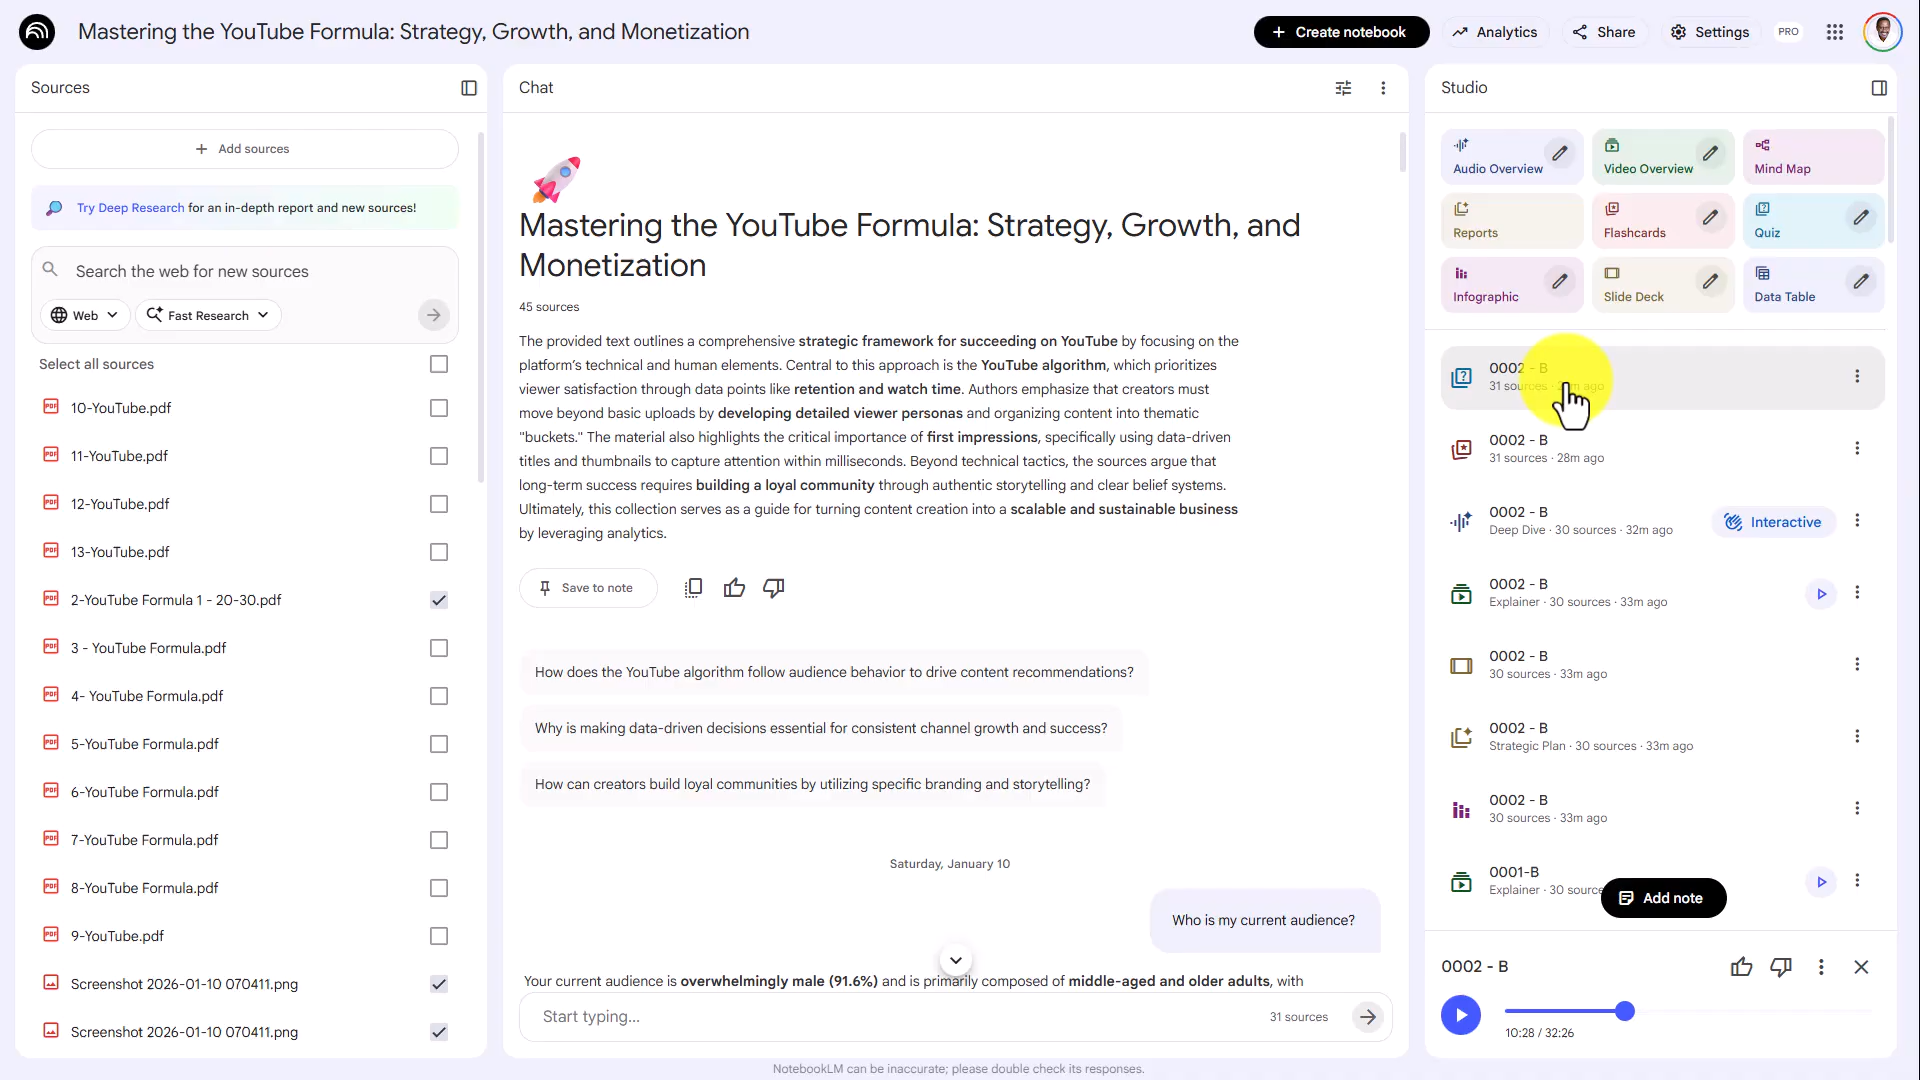 Mastering the YouTube Formula: Strategy, Growth, and Monetization
Create notebook
Analytics
Share
Settings
PRO
Sources
Add sources
Try Deep Research for an in-depth report and new sources!
Search the web for new sources
Web
Fast Research
Select all sources
10-YouTube.pdf
11-YouTube.pdf
12-YouTube.pdf
13-YouTube.pdf
2-YouTube Formula 1 - 20-30.pdf
3 - YouTube Formula.pdf
4- YouTube Formula.pdf
5-YouTube Formula.pdf
6-YouTube Formula.pdf
7-YouTube Formula.pdf
8-YouTube Formula.pdf
9-YouTube.pdf
Screenshot 2026-01-10 070411.png
Screenshot 2026-01-10 070411.png
Chat
Mastering the YouTube Formula: Strategy, Growth, and
Monetization
45 sources
The provided text outlines a comprehensive strategic framework for succeeding on YouTube by focusing on the
platform's technical and human elements. Central to this approach is the YouTube algorithm, which prioritizes
viewer satisfaction through data points like retention and watch time. Authors emphasize that creators must
move beyond basic uploads by developing detailed viewer personas and organizing content into thematic
"buckets." The material also highlights the critical importance of first impressions, specifically using data-driven
titles and thumbnails to capture attention within milliseconds. Beyond technical tactics, the sources argue that
long-term success requires building a loyal community through authentic storytelling and clear belief systems.
Ultimately, this collection serves as a guide for turning content creation into a scalable and sustainable business
by leveraging analytics.
Save to note
How does the YouTube algorithm follow audience behavior to drive content recommendations?
Why is making data-driven decisions essential for consistent channel growth and success?
How can creators build loyal communities by utilizing specific branding and storytelling?
Saturday, January 10
Who is my current audience?
Your current audience is overwhelmingly male (91.6%) and is primarily composed of middle-aged and older adults, with
Start typing...
31 sources
NotebookLM can be inaccurate; please double check its responses.
Studio
Audio Overview
Video Overview
Mind Map
Reports
Flashcards
Quiz
Infographic
Slide Deck
Data Table
0002 - B
31 sources · m ago
0002 - B
31 sources · 28m ago
0002 - B
Deep Dive · 30 sources · 32m ago
Interactive
0002 - B
Explainer · 30 sources · 33m ago
0002 - B
30 sources · 33m ago
0002 - B
Strategic Plan · 30 sources · 33m ago
0002 - B
30 sources · 33m ago
0001-B
Explainer · 30 source
Add note
0002 - B
10:28 / 32:26